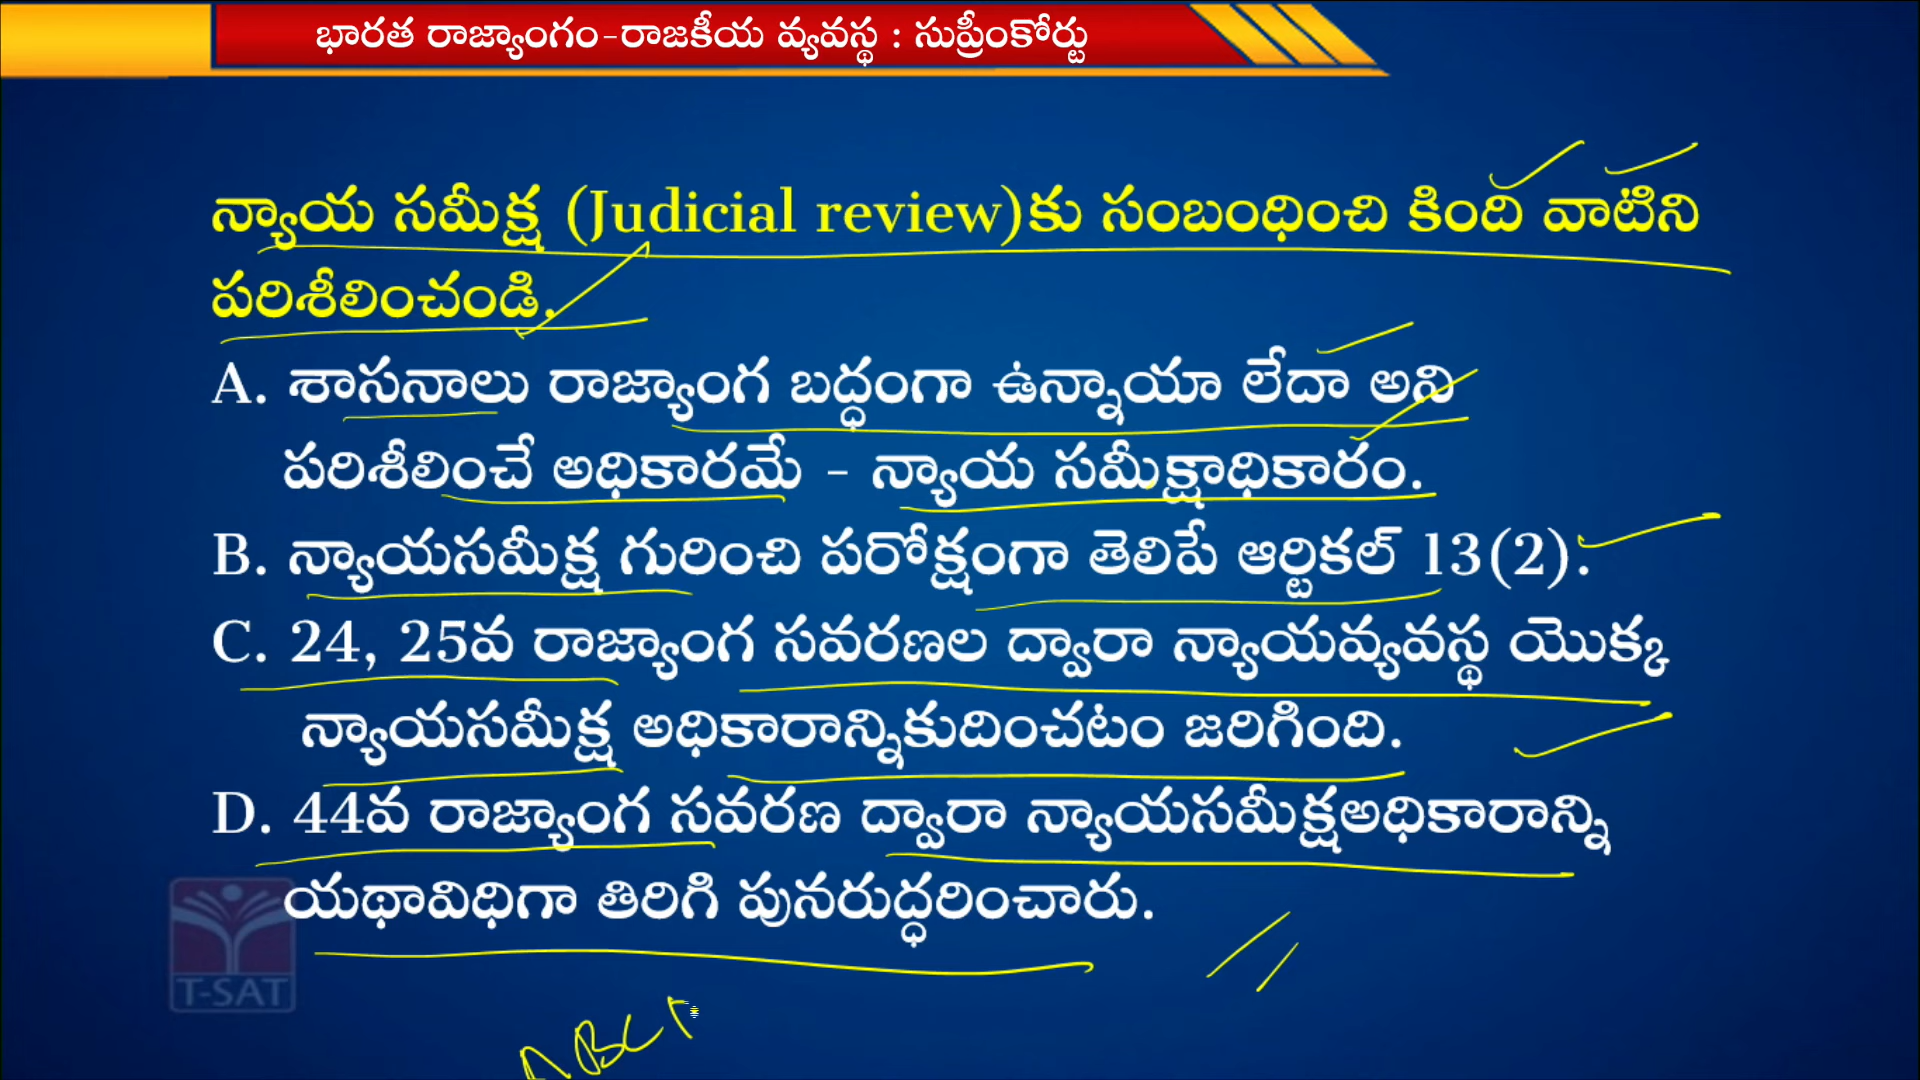 భారత రాజ్యాంగం-రాజకీయ వ్యవస్థ : సుప్రీంకోర్టు
న్యాయ సమీక్ష (Judicial review)కు సంబంధించి కింది వాటిని
పరిశీలించండి.
A. శాసనాలు రాజ్యాంగ బద్ధంగా ఉన్నాయా లేదా అని
పరిశీలించే అధికారమే - న్యాయ సమీక్షాధికారం.
B. న్యాయసమీక్ష గురించి పరోక్షంగా తెలిపే ఆర్టికల్ 13(2).
C. 24, 25వ రాజ్యాంగ సవరణల ద్వారా న్యాయవ్యవస్థ యొక్క
న్యాయసమీక్ష అధికారాన్నికుదించటం జరిగింది.
D. 44వ రాజ్యాంగ సవరణ ద్వారా న్యాయసమీక్షఅధికారాన్ని
యథావిధిగా తిరిగి పునరుద్ధరించారు.
T-SAT
ABC